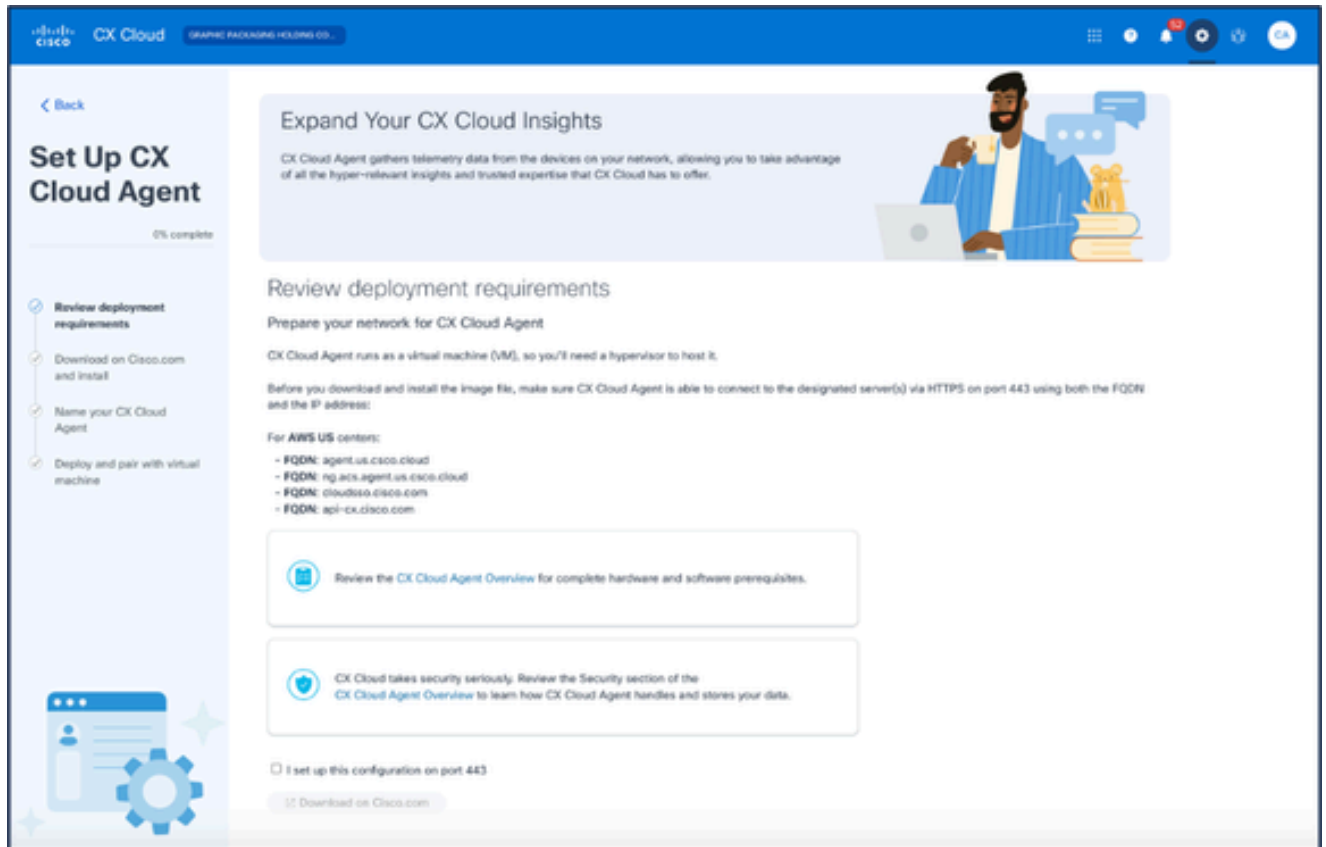 CISCO
CX Cloud
GRAPHIC PACKAGING HOLDING CO...
52
CA
Back
Set Up CX
Cloud Agent
0% complete
Review deployment
requirements
Download on Cisco.com
and install
Name your CX Cloud
Agent
Deploy and pair with virtual
machine
Expand Your CX Cloud Insights
CX Cloud Agent gathers telemetry data from the devices on your network, allowing you to take advantage
of all the hyper-relevant insights and trusted expertise that CX Cloud has to offer.
Review deployment requirements
Prepare your network for CX Cloud Agent
CX Cloud Agent runs as a virtual machine (VM), so you'll need a hypervisor to host it.
Before you download and install the image file, make sure CX Cloud Agent is able to connect to the designated server(s) via HTTPS on port 443 using both the FQDN
and the IP address:
For AWS US centers:
- FQDN: agent.us.csco.cloud
- FQDN: ng.acs.agent.us.csco.cloud
- FQDN: cloudsso.cisco.com
- FQDN: api-cx.cisco.com
Review the CX Cloud Agent Overview for complete hardware and software prerequisites.
CX Cloud takes security seriously. Review the Security section of the
CX Cloud Agent Overview to learn how CX Cloud Agent handles and stores your data.
I set up this configuration on port 443
Download on Cisco.com